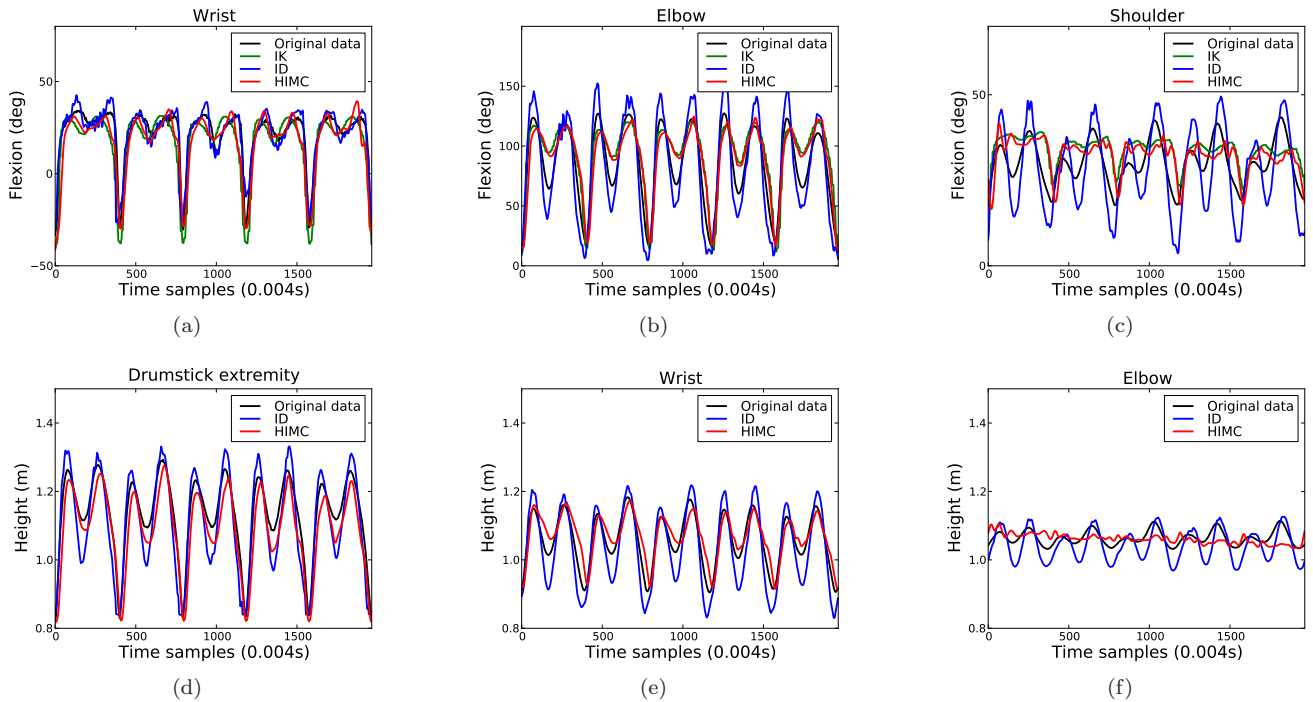 Wrist
Flexion (deg)
50
0
−50
Original data
IK
ID
HIMC
0 500 1000 1500
Time samples (0.004s)
(a)
Elbow
Flexion (deg)
150
100
50
0
Original data
IK
ID
HIMC
0 500 1000 1500
Time samples (0.004s)
(b)
Shoulder
Flexion (deg)
50
0
Original data
IK
ID
HIMC
0 500 1000 1500
Time samples (0.004s)
(c)
Drumstick extremity
Height (m)
1.4
1.2
1.0
0.8
Original data
ID
HIMC
0 500 1000 1500
Time samples (0.004s)
(d)
Wrist
Height (m)
1.4
1.2
1.0
0.8
Original data
ID
HIMC
0 500 1000 1500
Time samples (0.004s)
(e)
Elbow
Height (m)
1.4
1.2
1.0
0.8
Original data
ID
HIMC
0 500 1000 1500
Time samples (0.004s)
(f)